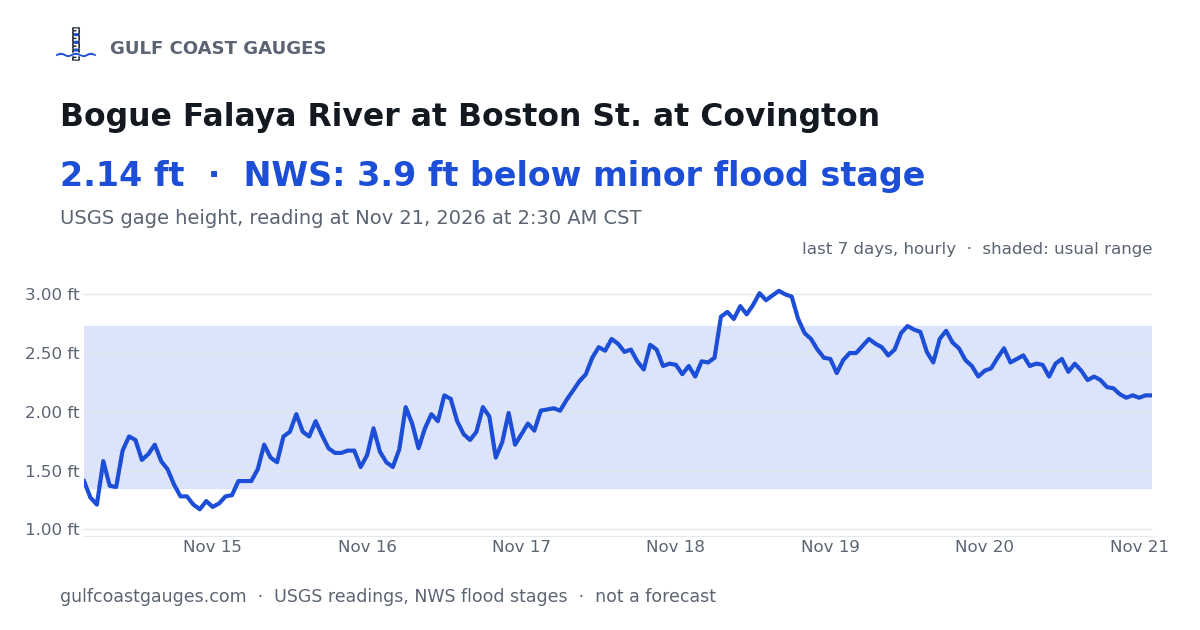 GULF COAST GAUGES
Bogue Falaya River at Boston St. at Covington
2.14 ft · NWS: 3.9 ft below minor flood stage
USGS gage height, reading at Nov 21, 2026 at 2:30 AM CST
last 7 days, hourly · shaded: usual range
3.00 ft
2.50 ft
2.00 ft
1.50 ft
1.00 ft
Nov 15 Nov 16 Nov 17 Nov 18 Nov 19 Nov 20 Nov 21
gulfcoastgauges.com · USGS readings, NWS flood stages · not a forecast